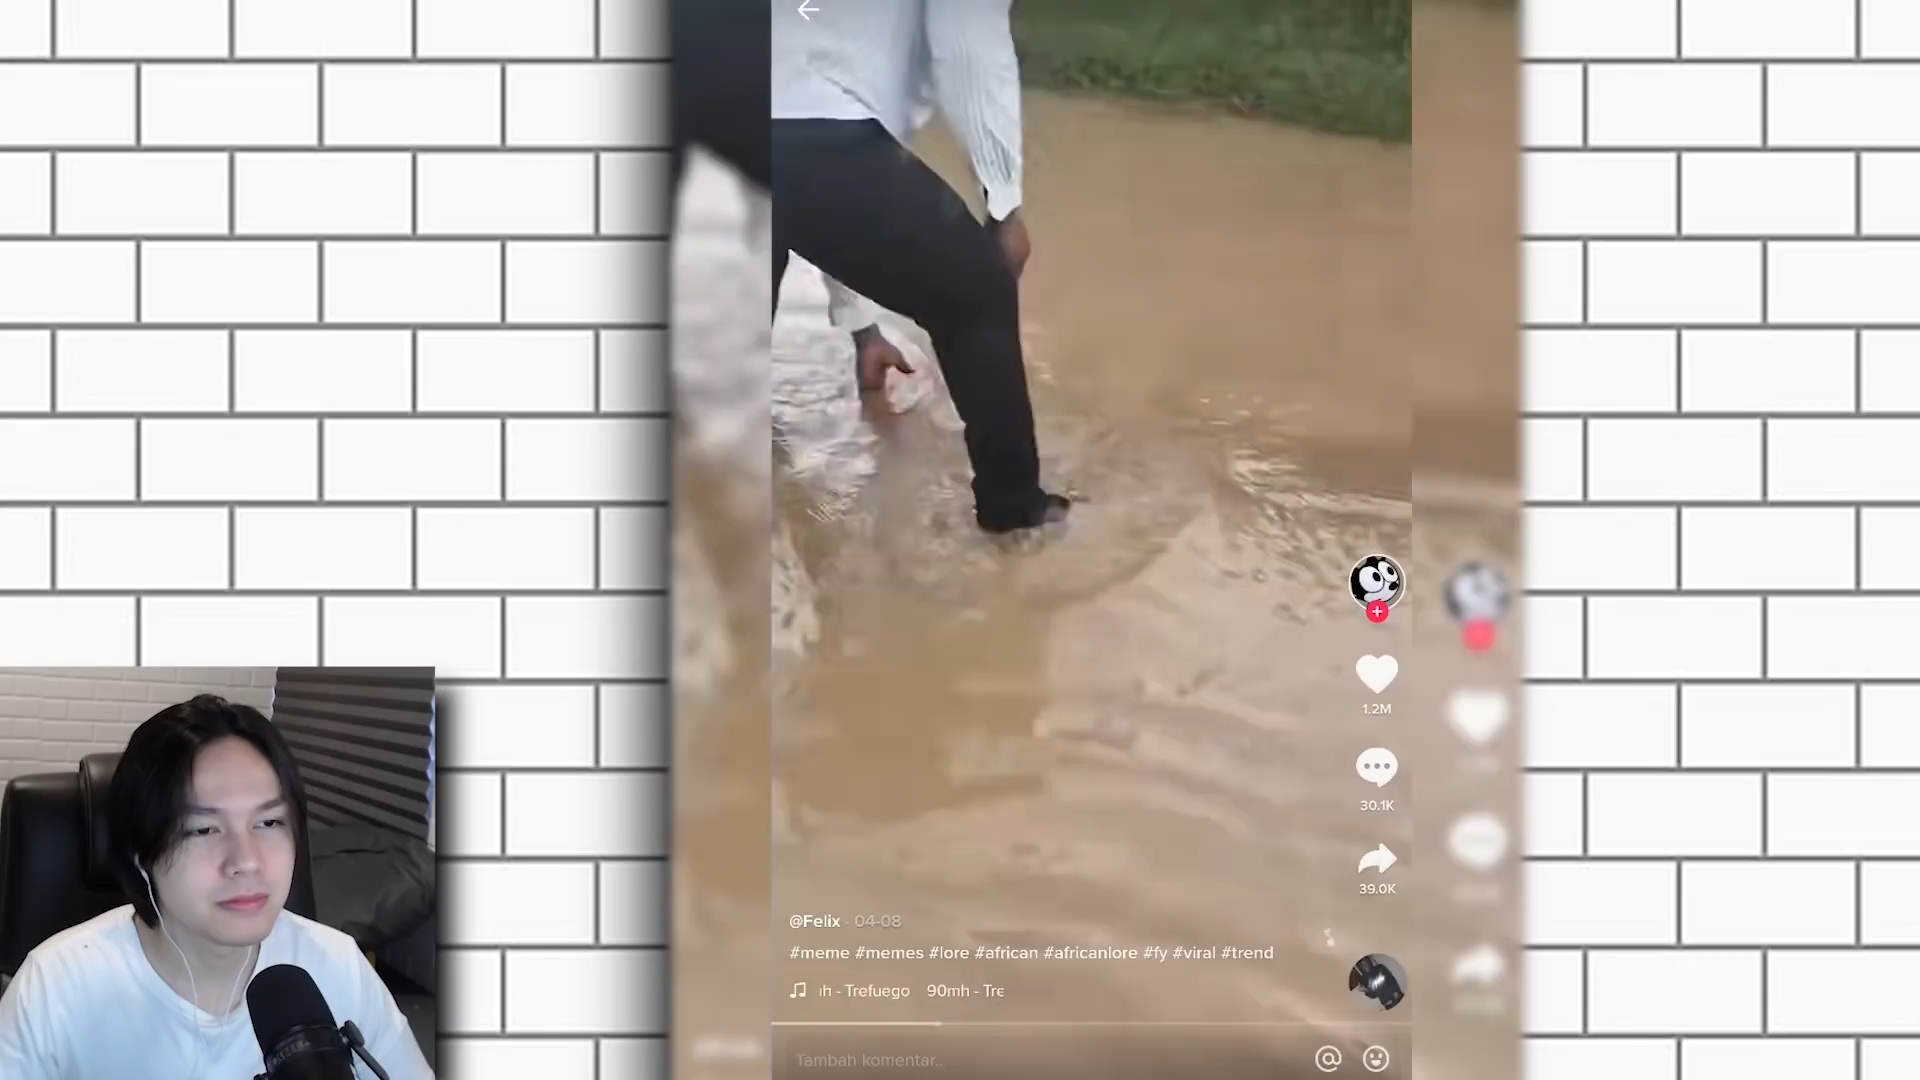 1.2M
30.1K
39.0K
@Felix · 04-08
#meme #memes #lore #african #africanlore #fy #viral #trend
ıh - Trefuego 90mh - Tre
Tambah komentar..